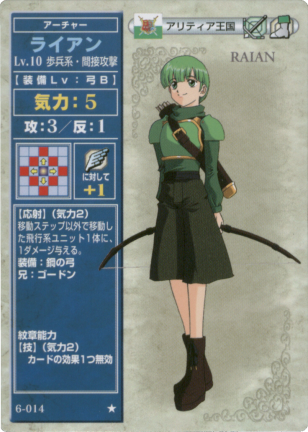 アーチャー
ライアン
Lv.10 歩兵系・間接攻撃
【装備Lv：弓B】
気力：5
攻：3／反：1
に対して
+1
【応射】(気力2)
移動ステップ以外で移動し
た飛行系ユニット1体に、
1ダメージ与える。
装備：鋼の弓
兄：ゴードン
紋章能力
【技】(気力2)
カードの効果1つ無効
6-014
★
アリティア王国
RAIAN